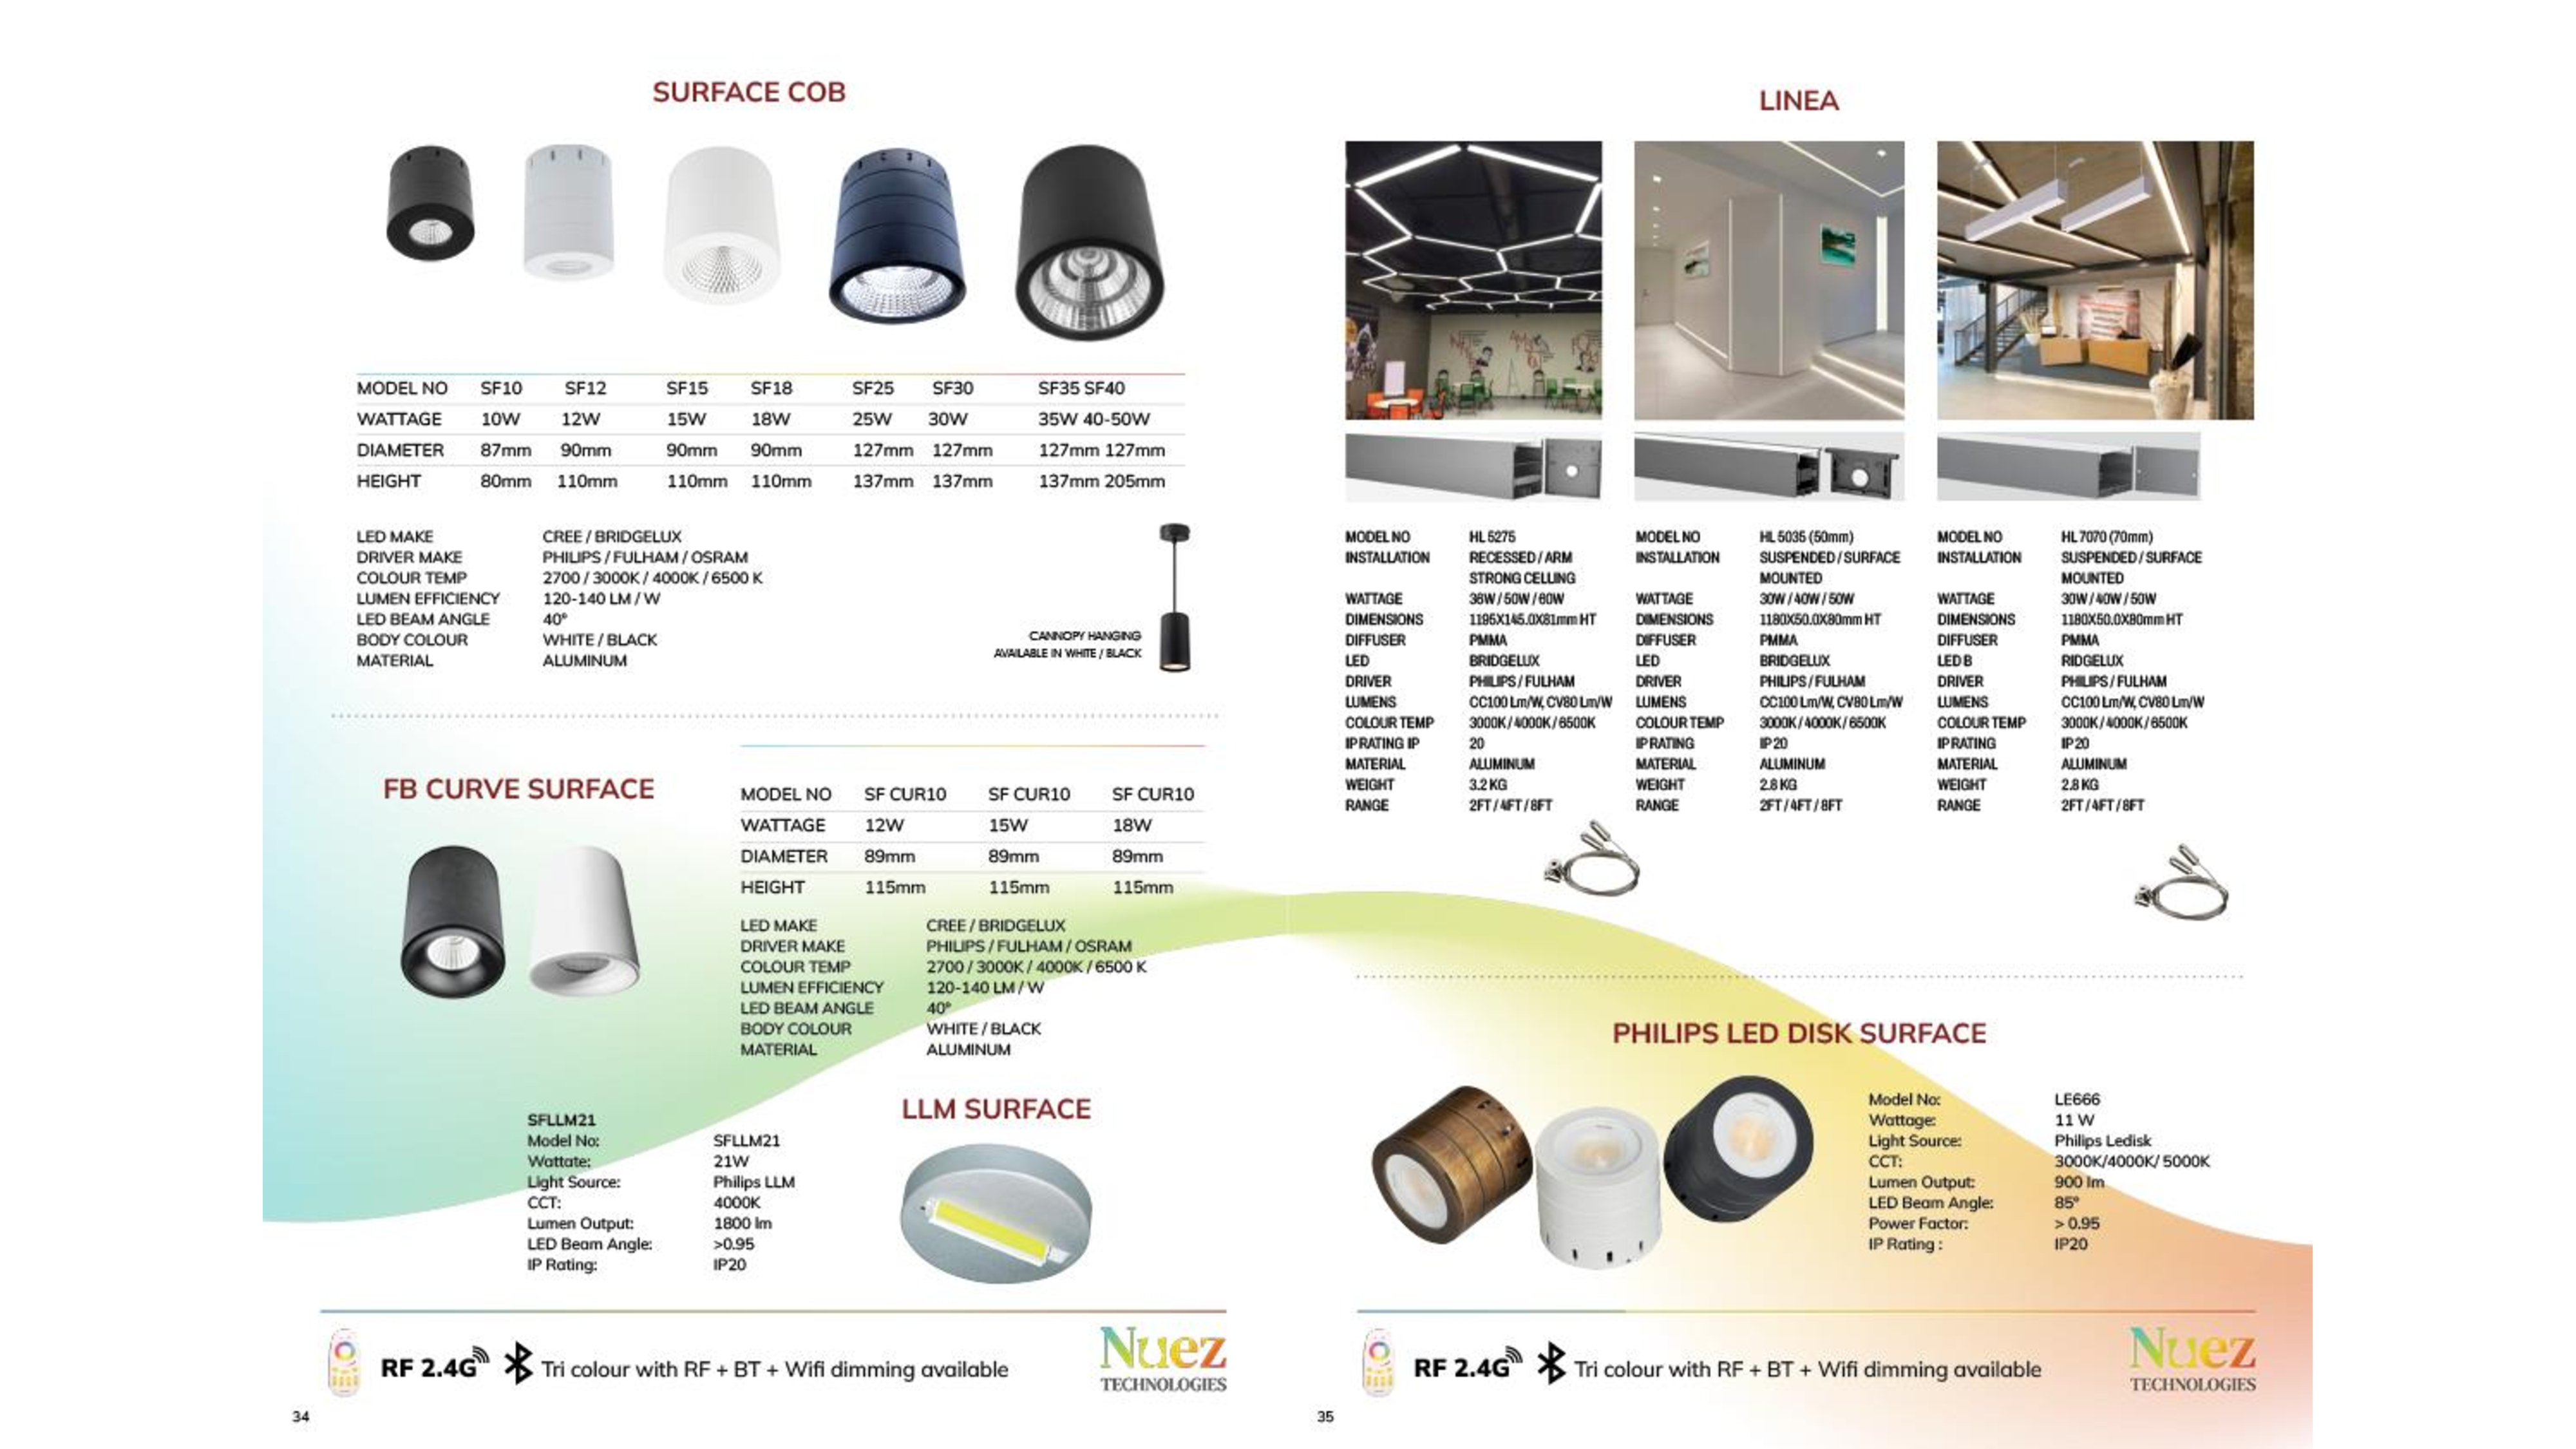 SURFACE COB
MODEL NO SF10 SF12 SF15 SF18 SF25 SF30 SF35 SF40
WATTAGE 10W 12W 15W 18W 25W 30W 35W 40-50W
DIAMETER 87mm 90mm 90mm 90mm 127mm 127mm 127mm 127mm
HEIGHT 80mm 110mm 110mm 110mm 137mm 137mm 137mm 205mm
LED MAKE CREE / BRIDGELUX
DRIVER MAKE PHILIPS / FULHAM / OSRAM
COLOUR TEMP 2700 / 3000K / 4000K / 6500 K
LUMEN EFFICIENCY 120-140 LM / W
LED BEAM ANGLE 40°
BODY COLOUR WHITE / BLACK
MATERIAL ALUMINUM
CANNOPY HANGING
AVAILABLE IN WHITE / BLACK
FB CURVE SURFACE
MODEL NO SF CUR10 SF CUR10 SF CUR10
WATTAGE 12W 15W 18W
DIAMETER 89mm 89mm 89mm
HEIGHT 115mm 115mm 115mm
LED MAKE CREE / BRIDGELUX
DRIVER MAKE PHILIPS / FULHAM / OSRAM
COLOUR TEMP 2700 / 3000K / 4000K / 6500 K
LUMEN EFFICIENCY 120-140 LM / W
LED BEAM ANGLE 40°
BODY COLOUR WHITE / BLACK
MATERIAL ALUMINUM
LLM SURFACE
SFLLM21
Model No: SFLLM21
Wattate: 21W
Light Source: Philips LLM
CCT: 4000K
Lumen Output: 1800 lm
LED Beam Angle: >0.95
IP Rating: IP20
RF 2.4G Tri colour with RF + BT + Wifi dimming available
Nuez
TECHNOLOGIES
34
LINEA
MODEL NO HL 5275
INSTALLATION RECESSED / ARM
STRONG CELLING
WATTAGE 36W / 50W / 60W
DIMENSIONS 1195X145.0X81mm HT
DIFFUSER PMMA
LED BRIDGELUX
DRIVER PHILIPS / FULHAM
LUMENS CC100 Lm/W, CV80 Lm/W
COLOUR TEMP 3000K / 4000K / 6500K
IP RATING IP 20
MATERIAL ALUMINUM
WEIGHT 3.2 KG
RANGE 2FT / 4FT / 8FT
MODEL NO HL 5035 (50mm)
INSTALLATION SUSPENDED / SURFACE
MOUNTED
WATTAGE 30W / 40W / 50W
DIMENSIONS 1180X50.0X80mm HT
DIFFUSER PMMA
LED BRIDGELUX
DRIVER PHILIPS / FULHAM
LUMENS CC100 Lm/W, CV80 Lm/W
COLOUR TEMP 3000K / 4000K / 6500K
IP RATING IP 20
MATERIAL ALUMINUM
WEIGHT 2.8 KG
RANGE 2FT / 4FT / 8FT
MODEL NO HL 7070 (70mm)
INSTALLATION SUSPENDED / SURFACE
MOUNTED
WATTAGE 30W / 40W / 50W
DIMENSIONS 1180X50.0X80mm HT
DIFFUSER PMMA
LED B RIDGELUX
DRIVER PHILIPS / FULHAM
LUMENS CC100 Lm/W, CV80 Lm/W
COLOUR TEMP 3000K / 4000K / 6500K
IP RATING IP 20
MATERIAL ALUMINUM
WEIGHT 2.8 KG
RANGE 2FT / 4FT / 8FT
PHILIPS LED DISK SURFACE
Model No: LE666
Wattage: 11 W
Light Source: Philips Ledisk
CCT: 3000K/4000K/ 5000K
Lumen Output: 900 lm
LED Beam Angle: 85°
Power Factor: > 0.95
IP Rating : IP20
RF 2.4G Tri colour with RF + BT + Wifi dimming available
Nuez
TECHNOLOGIES
35